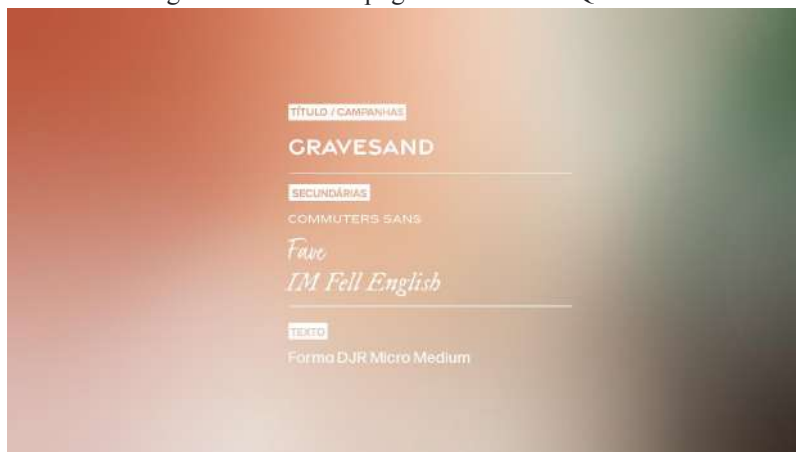 TÍTULO / CAMPANHAS
GRAVESAND
SECUNDÁRIAS
COMMUTERS SANS
Fave
IM Fell English
TEXTO
Forma DJR Micro Medium